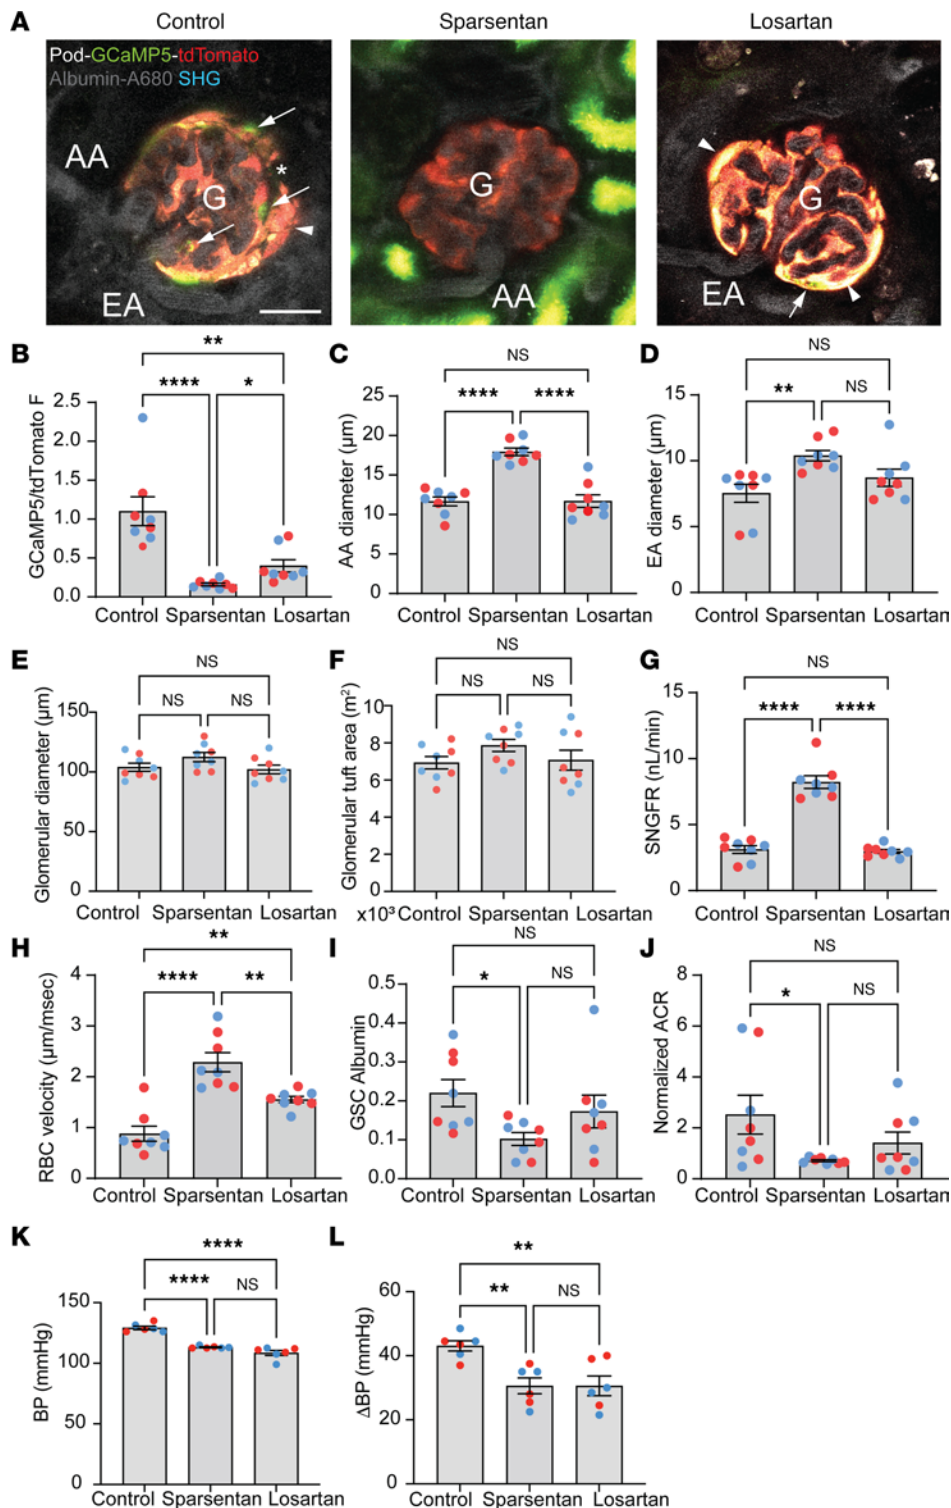 A
Control
Sparsentan
Losartan
Pod-GCaMP5-tdTomato
Albumin-A680 SHG
AA
*
G
EA
G
AA
G
EA
B
**
****
*
GCaMP5/tdTomato F
2.5
2.0
1.5
1.0
0.5
0.0
Control Sparsentan Losartan
C
NS
****
****
AA diameter (µm)
25
20
15
10
5
0
Control Sparsentan Losartan
D
NS
**
NS
EA diameter (µm)
15
10
5
0
Control Sparsentan Losartan
E
NS
NS
NS
Glomerular diameter (µm)
150
100
50
0
Control Sparsentan Losartan
F
NS
NS
NS
Glomerular tuft area (m²)
8
6
4
2
0
x10³ Control Sparsentan Losartan
G
NS
****
****
SNGFR (nL/min)
15
10
5
0
Control Sparsentan Losartan
H
**
****
**
RBC velocity (µm/msec)
4
3
2
1
0
Control Sparsentan Losartan
I
NS
*
NS
GSC Albumin
0.5
0.4
0.3
0.2
0.1
0
Control Sparsentan Losartan
J
NS
*
NS
Normalized ACR
8
6
4
2
0
Control Sparsentan Losartan
K
****
****
NS
BP (mmHg)
150
100
50
0
Control Sparsentan Losartan
L
**
**
NS
ΔBP (mmHg)
60
40
20
0
Control Sparsentan Losartan